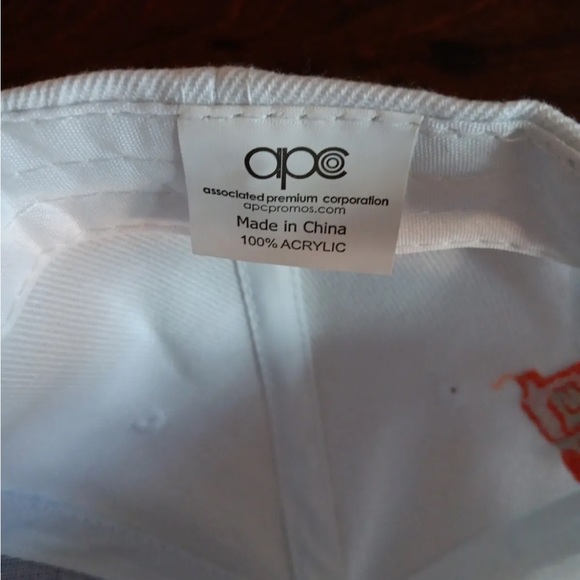 apc
associated premium corporation
apcpromos.com
Made in China
100% ACRYLIC